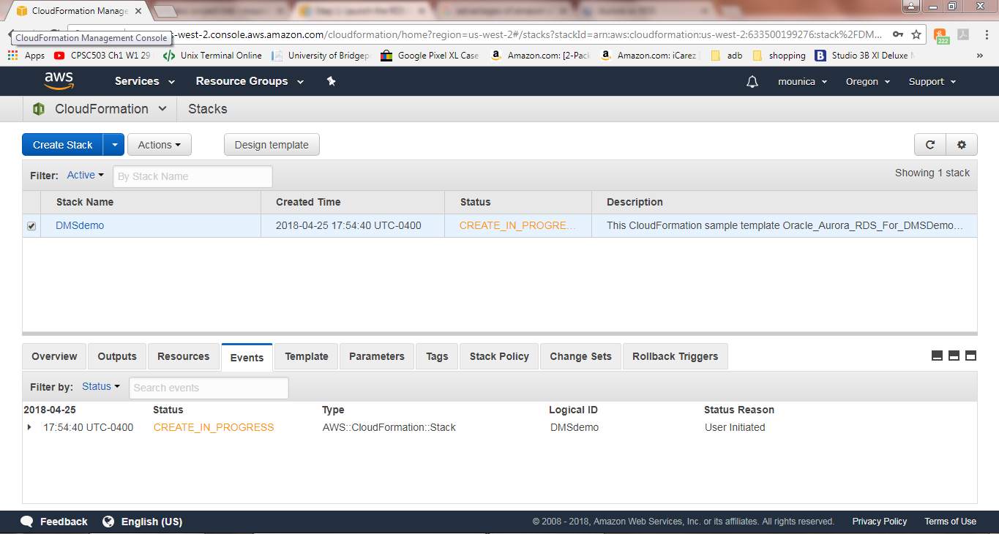 CloudFormation Manage
CloudFormation Management Console
s-west-2.console.aws.amazon.com/cloudformation/home?region=us-west-2#/stacks?stackId=arn:aws:cloudformation:us-west-2:633500199276:stack%2FDM...
222
Apps CPSC503 Ch1 W1 29 Unix Terminal Online University of Bridgep Google Pixel XL Case Amazon.com: [2-Pack Amazon.com: iCarez adb shopping B Studio 3B Xl Deluxe »
aws Services Resource Groups mounica Oregon Support
CloudFormation Stacks
Create Stack Actions Design template
Filter: Active By Stack Name Showing 1 stack
Stack Name Created Time Status Description
DMSdemo 2018-04-25 17:54:40 UTC-0400 CREATE_IN_PROGRE... This CloudFormation sample template Oracle_Aurora_RDS_For_DMSDemo...
Overview Outputs Resources Events Template Parameters Tags Stack Policy Change Sets Rollback Triggers
Filter by: Status Search events
2018-04-25 Status Type Logical ID Status Reason
17:54:40 UTC-0400 CREATE_IN_PROGRESS AWS::CloudFormation::Stack DMSdemo User Initiated
Feedback English (US) © 2008 - 2018, Amazon Web Services, Inc. or its affiliates. All rights reserved. Privacy Policy Terms of Use